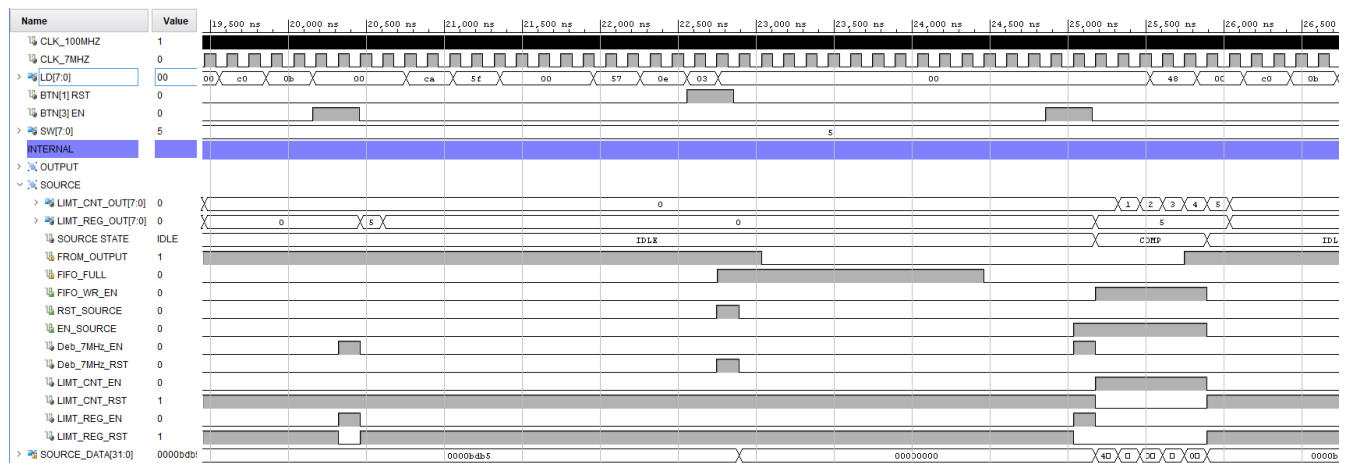 Name Value 19,500 ns 20,000 ns 20,500 ns 21,000 ns 21,500 ns 22,000 ns 22,500 ns 23,000 ns 23,500 ns 24,000 ns 24,500 ns 25,000 ns 25,500 ns 26,000 ns 26,500
CLK_100MHZ 1
CLK_7MHZ 0
LD[7:0] 00 00 c0 0b 00 ca 5f 00 57 0e 03 00 48 00 c0 0b
BTN[1] RST 0
BTN[3] EN 0
SW[7:0] 5 5
INTERNAL
OUTPUT
SOURCE
LIMT_CNT_OUT[7:0] 0 0 1 2 3 4 5
LIMT_REG_OUT[7:0] 0 0 5 0 5
SOURCE STATE IDLE IDLE COMP IDL
FROM_OUTPUT 1
FIFO_FULL 0
FIFO_WR_EN 0
RST_SOURCE 0
EN_SOURCE 0
Deb_7MHz_EN 0
Deb_7MHz_RST 0
LIMT_CNT_EN 0
LIMT_CNT_RST 1
LIMT_REG_EN 0
LIMT_REG_RST 1
SOURCE_DATA[31:0] 0000bdb 0000bdb5 00000000 0000b